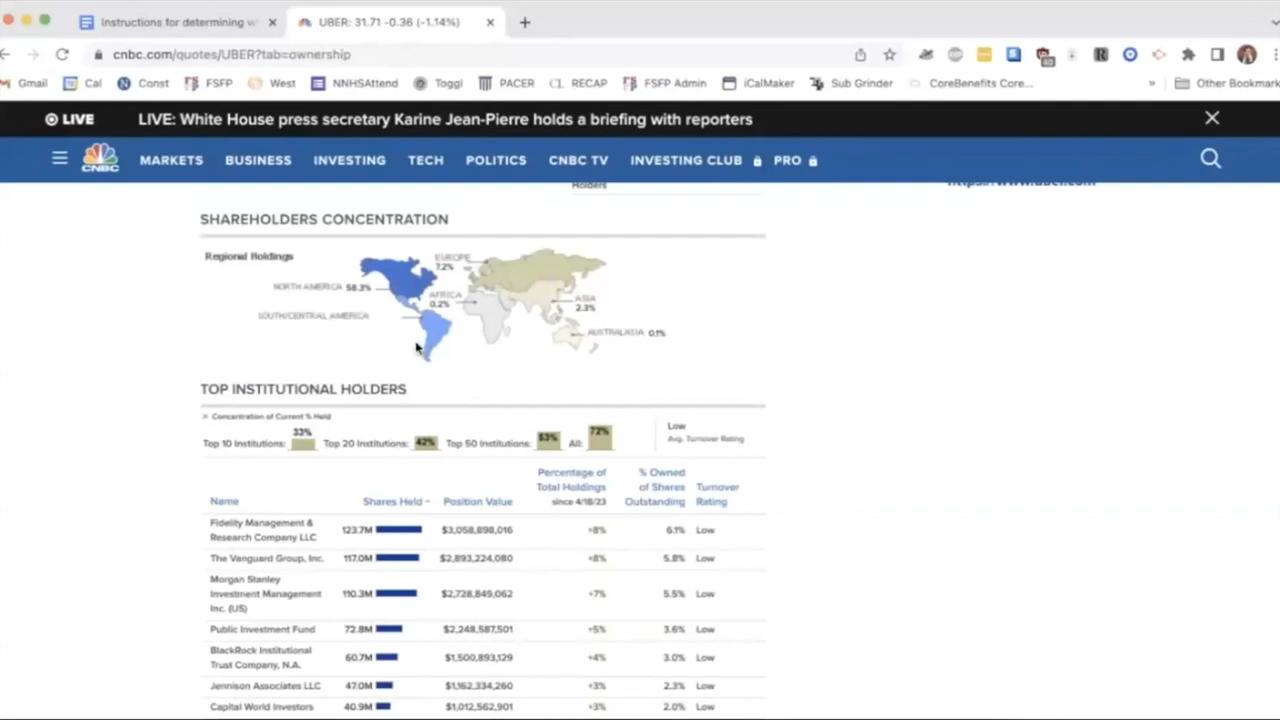 Instructions for determining w
UBER: 31.71 -0.36 (-1.14%)
cnbc.com/quotes/UBER?tab=ownership
Gmail Cal Const FSFP West NNHSAttend Toggl PACER RECAP FSFP Admin iCalMaker Sub Grinder CoreBenefits Core... » Other Bookmark
LIVE LIVE: White House press secretary Karine Jean-Pierre holds a briefing with reporters
CNBC MARKETS BUSINESS INVESTING TECH POLITICS CNBC TV INVESTING CLUB PRO
Holders
https://www.uber.com
SHAREHOLDERS CONCENTRATION
Regional Holdings
EUROPE
7.2%
NORTH AMERICA 58.3%
AFRICA
0.2%
ASIA
2.3%
SOUTH/CENTRAL AMERICA
AUSTRALASIA 0.1%
TOP INSTITUTIONAL HOLDERS
Concentration of Current % Held
Top 10 Institutions: 33% Top 20 Institutions: 42% Top 50 Institutions: 53% All: 72%
Low
Avg. Turnover Rating
Name Shares Held Position Value Percentage of Total Holdings since 4/18/23 % Owned of Shares Outstanding Turnover Rating
Fidelity Management & Research Company LLC 123.7M $3,058,898,016 +8% 6.1% Low
The Vanguard Group, Inc. 117.0M $2,893,224,080 +8% 5.8% Low
Morgan Stanley Investment Management Inc. (US) 110.3M $2,728,849,062 +7% 5.5% Low
Public Investment Fund 72.8M $2,248,587,501 +5% 3.6% Low
BlackRock Institutional Trust Company, N.A. 60.7M $1,500,893,129 +4% 3.0% Low
Jennison Associates LLC 47.0M $1,162,334,260 +3% 2.3% Low
Capital World Investors 40.9M $1,012,562,901 +3% 2.0% Low